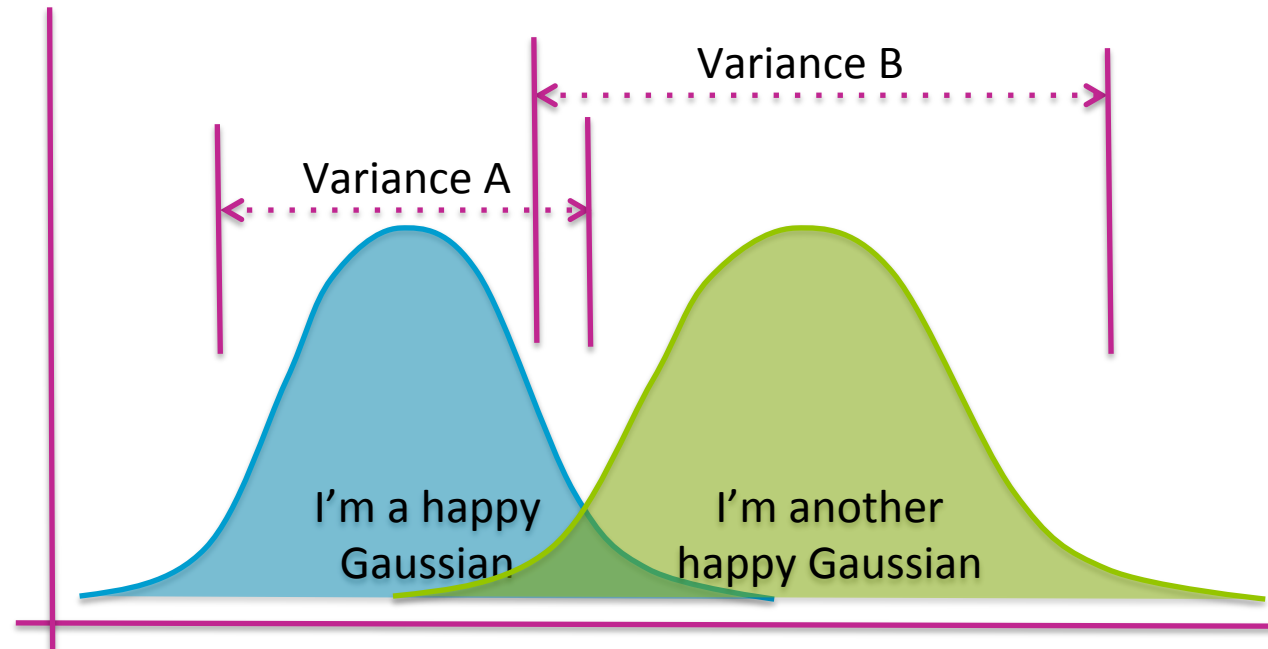 Variance B
Variance A
I’m a happy
Gaussian
I’m another
happy Gaussian